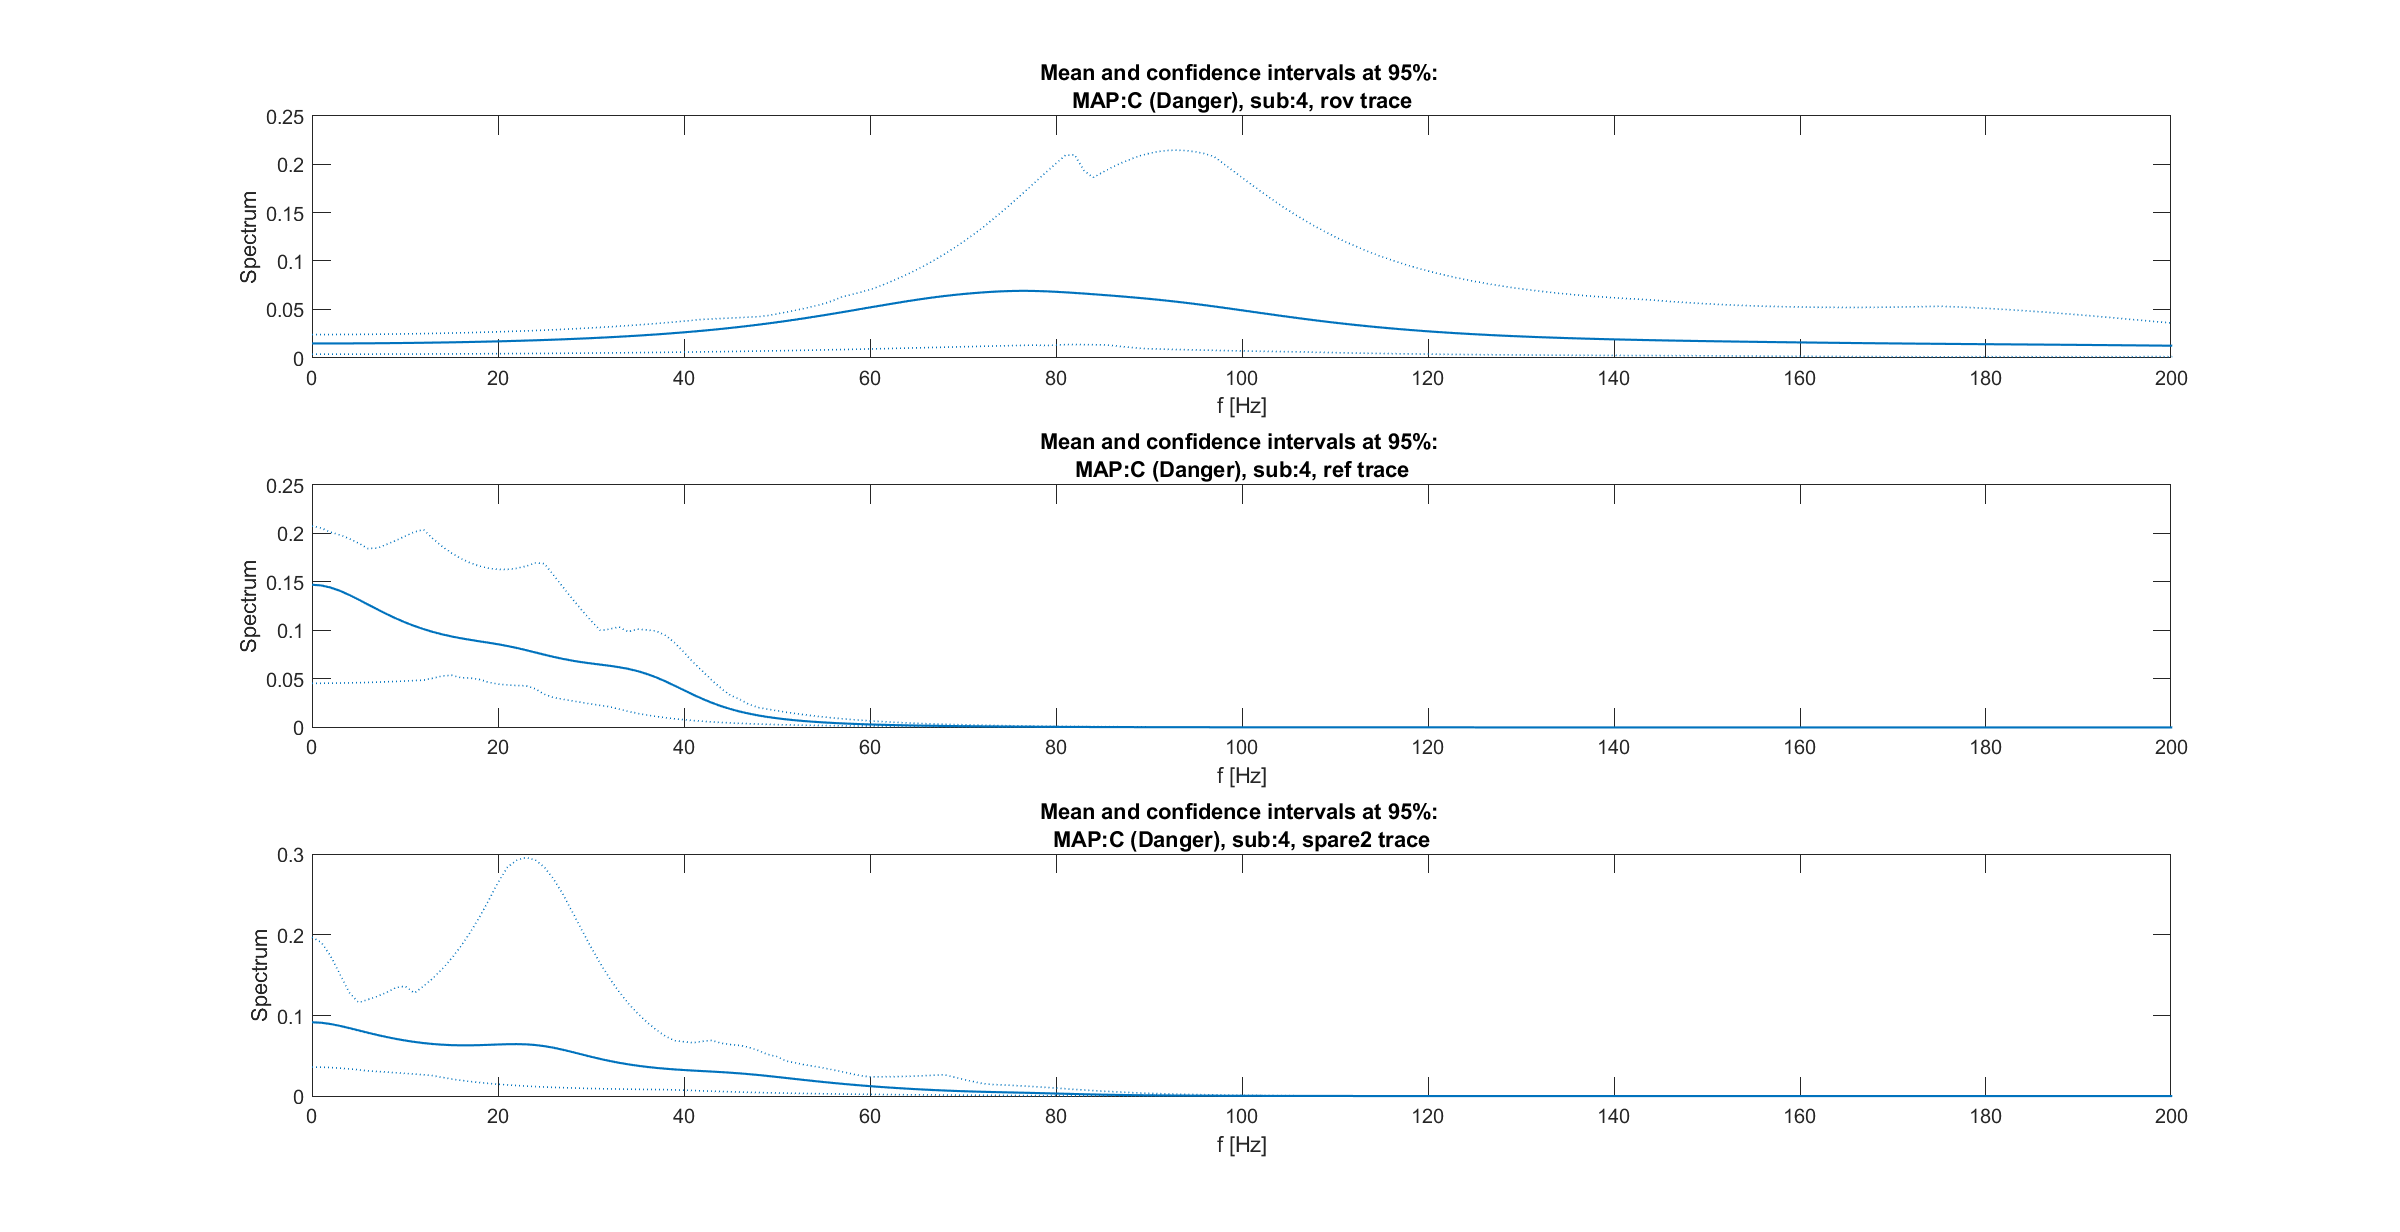 Mean and confidence intervals at 95%:
MAP:C (Danger), sub:4, rov trace
0.25
0.2
0.15
0.1
0.05
0
Spectrum
0 20 40 60 80 100 120 140 160 180 200
f [Hz]
Mean and confidence intervals at 95%:
MAP:C (Danger), sub:4, ref trace
0.25
0.2
0.15
0.1
0.05
0
Spectrum
0 20 40 60 80 100 120 140 160 180 200
f [Hz]
Mean and confidence intervals at 95%:
MAP:C (Danger), sub:4, spare2 trace
0.3
0.2
0.1
0
Spectrum
0 20 40 60 80 100 120 140 160 180 200
f [Hz]